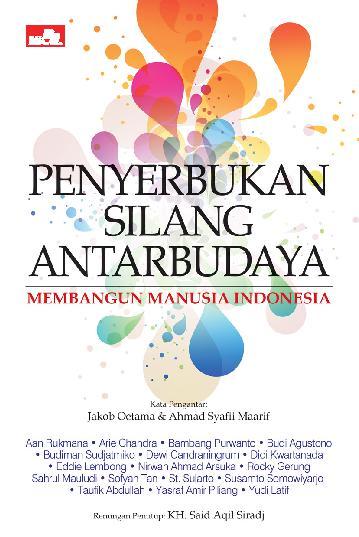 PENYERBUKAN
SILANG
ANTARBUDAYA
MEMBANGUN MANUSIA INDONESIA
Kata Pengantar:
Jakob Oetama & Ahmad Syafii Maarif
Aan Rukmana • Arie Chandra • Bambang Purwanto • Budi Agustono
• Budiman Sudjatmiko • Dewi Candraningrum • Didi Kwartanada
• Eddie Lembong • Nirwan Ahmad Arsuka • Rocky Gerung
Sahrul Mauludi • Sofyan Tan • St. Sularto • Susanto Somowiyarjo
• Taufik Abdullah • Yasraf Amir Piliang • Yudi Latif
Renungan Penutup: KH. Said Aqil Siradj